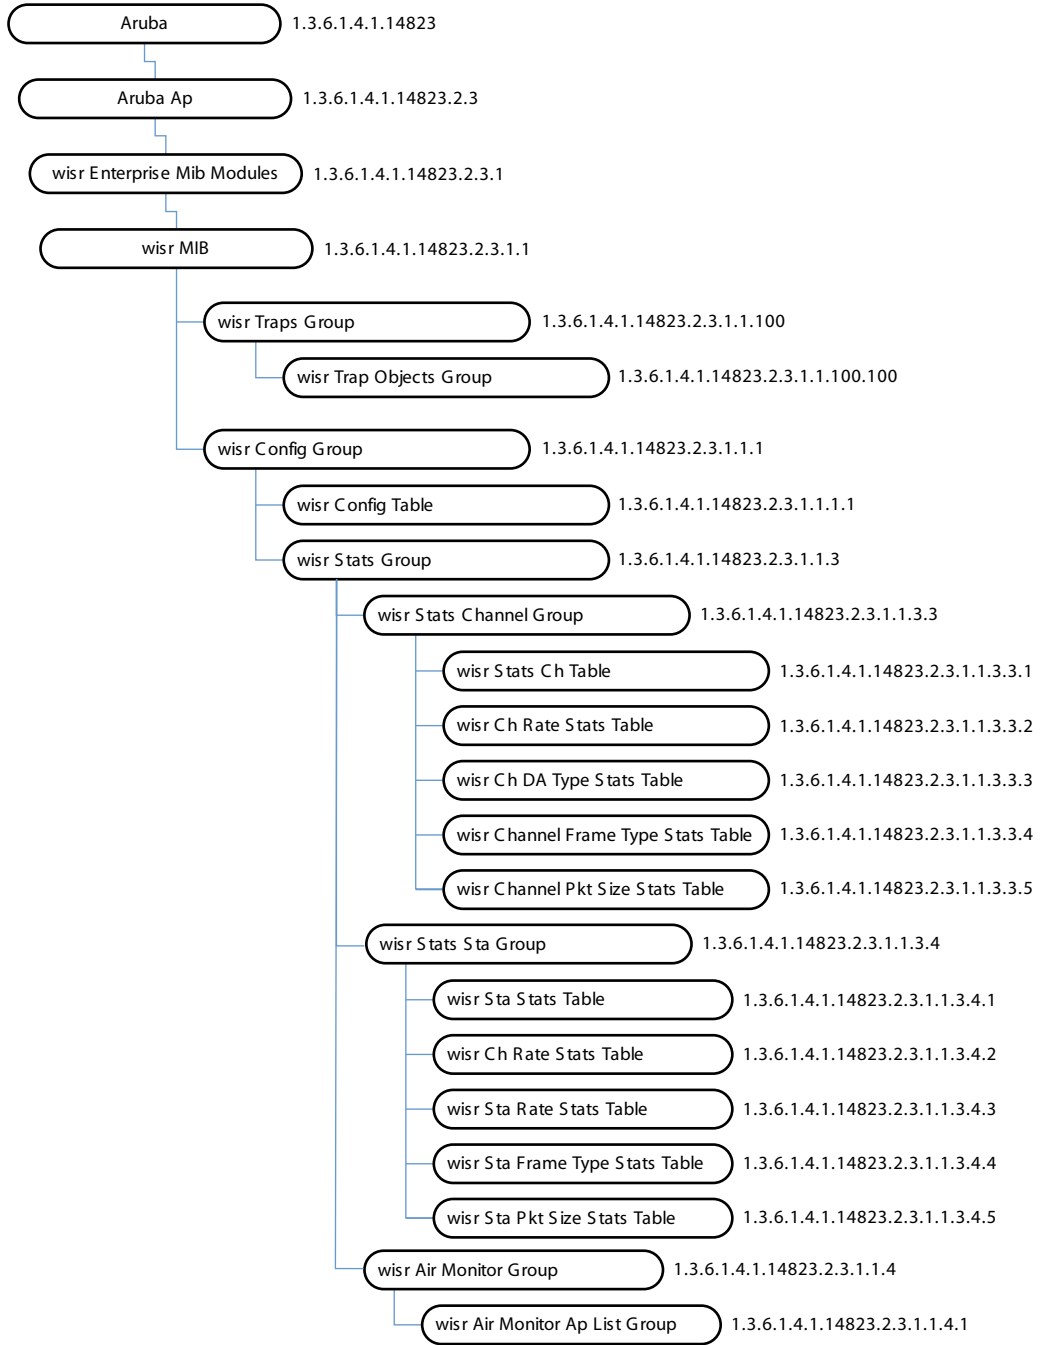 Aruba 1.3.6.1.4.1.14823
Aruba Ap 1.3.6.1.4.1.14823.2.3
wisr Enterprise Mib Modules 1.3.6.1.4.1.14823.2.3.1
wisr MIB 1.3.6.1.4.1.14823.2.3.1.1
wisr Traps Group 1.3.6.1.4.1.14823.2.3.1.1.100
wisr Trap Objects Group 1.3.6.1.4.1.14823.2.3.1.1.100.100
wisr Config Group 1.3.6.1.4.1.14823.2.3.1.1.1
wisr Config Table 1.3.6.1.4.1.14823.2.3.1.1.1.1
wisr Stats Group 1.3.6.1.4.1.14823.2.3.1.1.3
wisr Stats Channel Group 1.3.6.1.4.1.14823.2.3.1.1.3.3
wisr Stats Ch Table 1.3.6.1.4.1.14823.2.3.1.1.3.3.1
wisr Ch Rate Stats Table 1.3.6.1.4.1.14823.2.3.1.1.3.3.2
wisr Ch DA Type Stats Table 1.3.6.1.4.1.14823.2.3.1.1.3.3.3
wisr Channel Frame Type Stats Table 1.3.6.1.4.1.14823.2.3.1.1.3.3.4
wisr Channel Pkt Size Stats Table 1.3.6.1.4.1.14823.2.3.1.1.3.3.5
wisr Stats Sta Group 1.3.6.1.4.1.14823.2.3.1.1.3.4
wisr Sta Stats Table 1.3.6.1.4.1.14823.2.3.1.1.3.4.1
wisr Ch Rate Stats Table 1.3.6.1.4.1.14823.2.3.1.1.3.4.2
wisr Sta Rate Stats Table 1.3.6.1.4.1.14823.2.3.1.1.3.4.3
wisr Sta Frame Type Stats Table 1.3.6.1.4.1.14823.2.3.1.1.3.4.4
wisr Sta Pkt Size Stats Table 1.3.6.1.4.1.14823.2.3.1.1.3.4.5
wisr Air Monitor Group 1.3.6.1.4.1.14823.2.3.1.1.4
wisr Air Monitor Ap List Group 1.3.6.1.4.1.14823.2.3.1.1.4.1